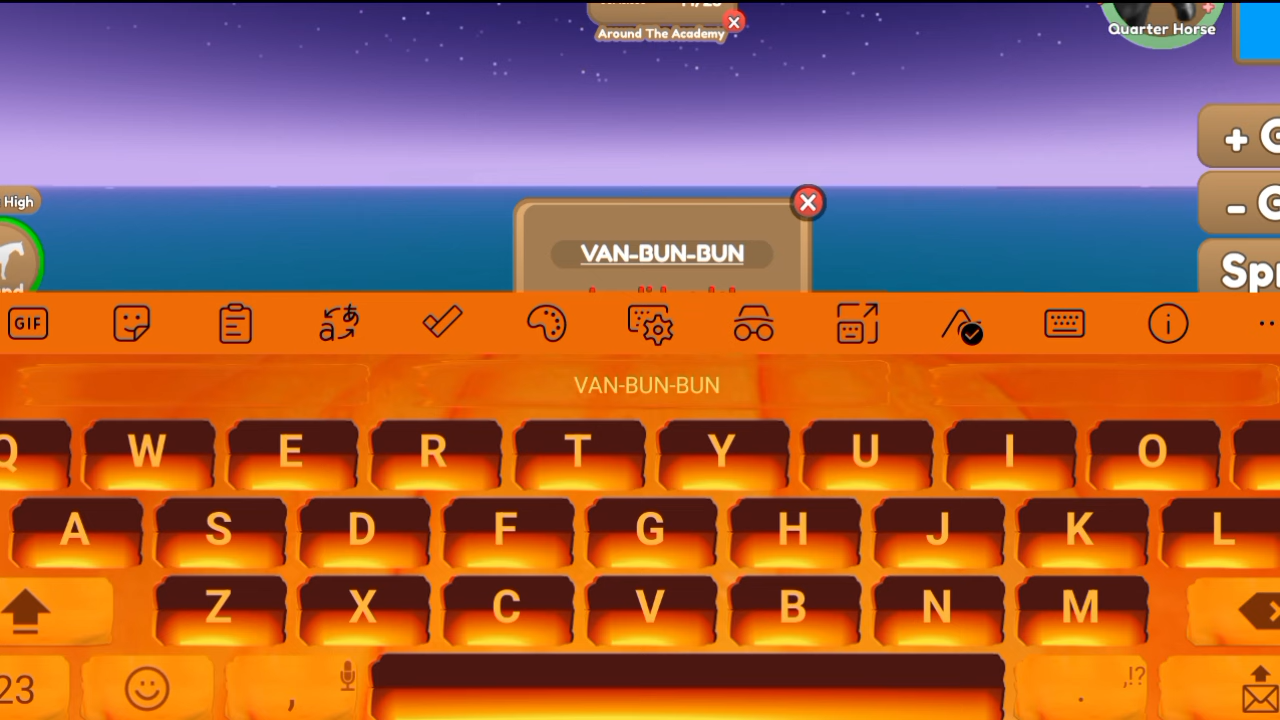 Around The Academy
Quarter Horse
+ G
High
- G
VAN-BUN-BUN
Spr
GIF
VAN-BUN-BUN
Q W E R T Y U I O
A S D F G H J K L
Z X C V B N M
23 , . ,!?